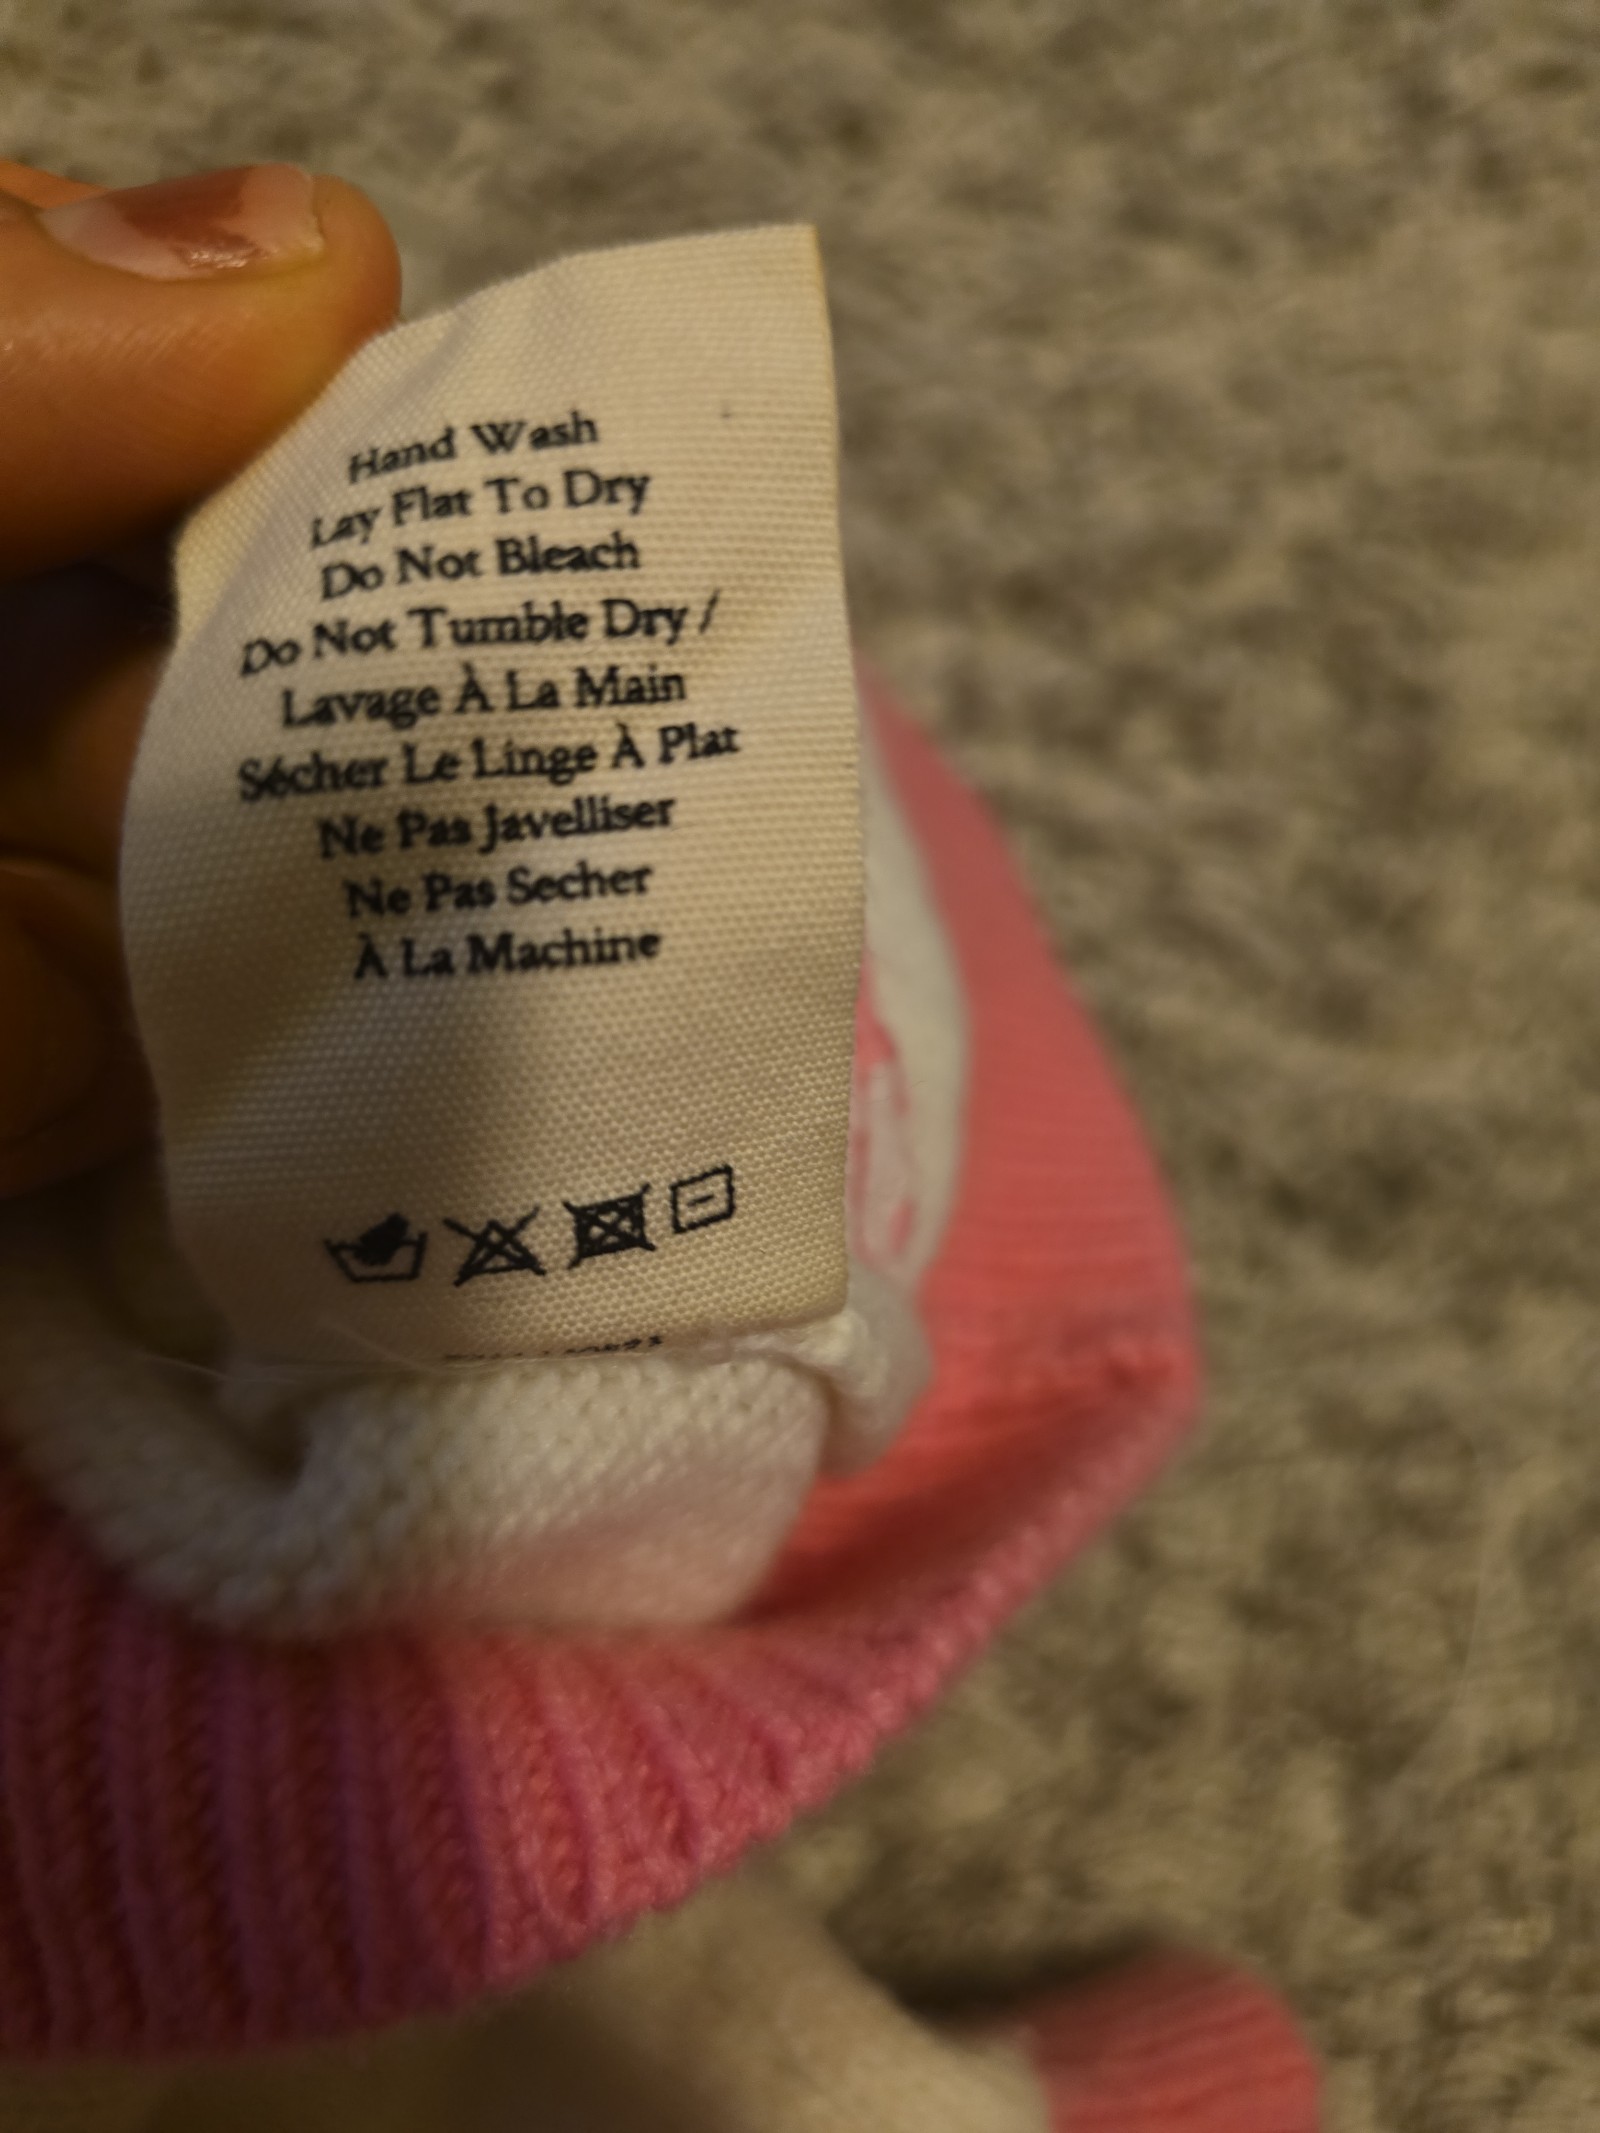 Hand Wash
Lay Flat To Dry
Do Not Bleach
Do Not Tumble Dry /
Lavage À La Main
Sécher Le Linge À Plat
Ne Pas Javelliser
Ne Pas Secher
À La Machine